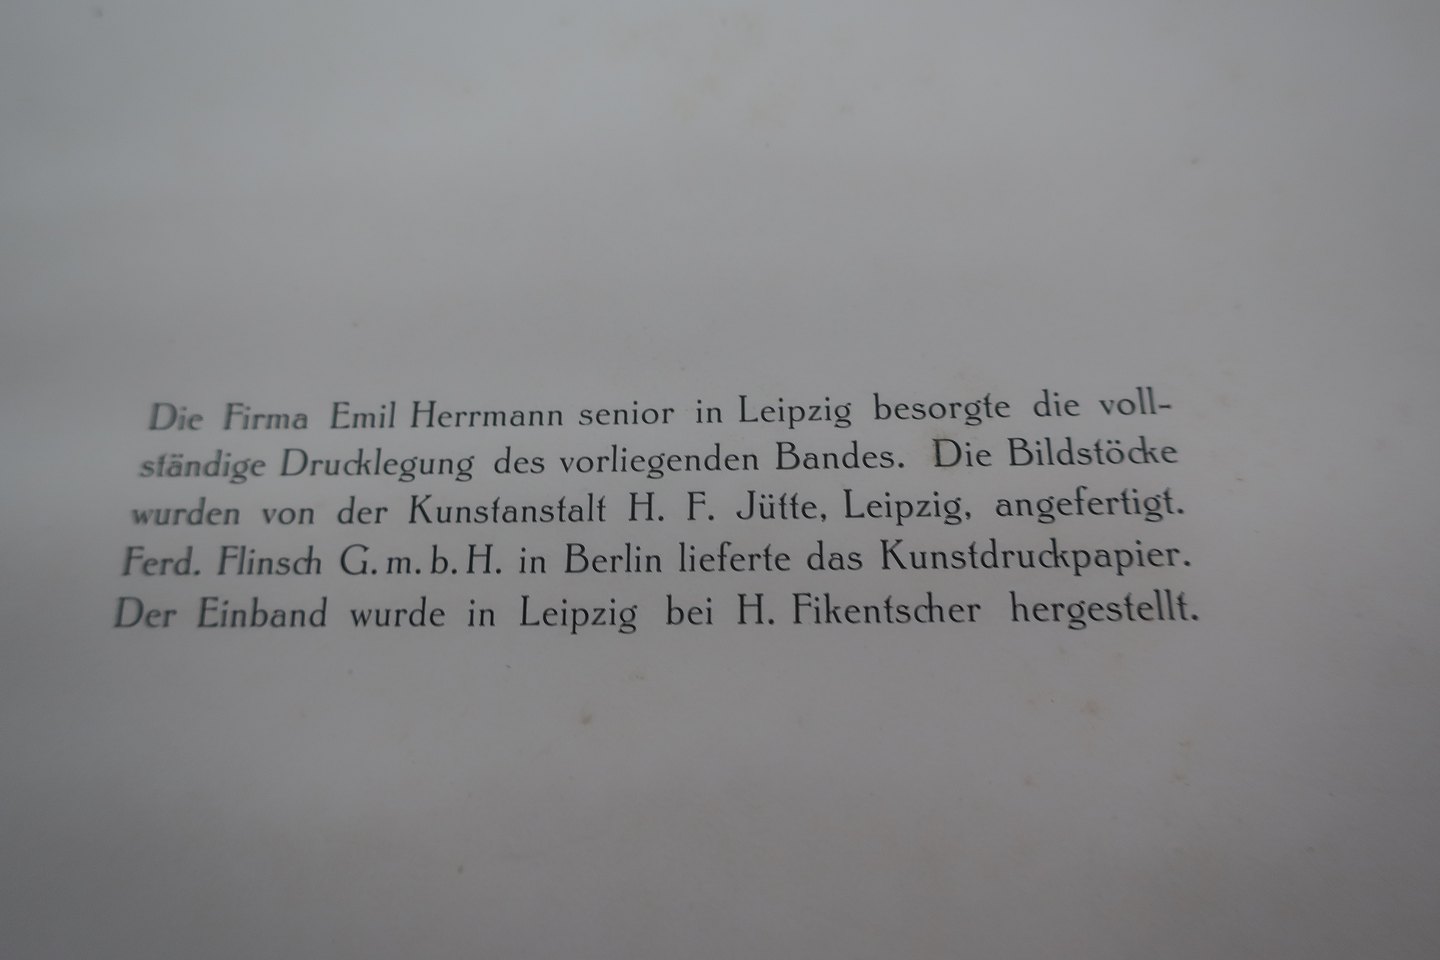 Die Firma Emil Herrmann senior in Leipzig besorgte die voll-
ständige Drucklegung des vorliegenden Bandes. Die Bildstöcke
wurden von der Kunstanstalt H. F. Jütte, Leipzig, angefertigt.
Ferd. Flinsch G. m. b. H. in Berlin lieferte das Kunstdruckpapier.
Der Einband wurde in Leipzig bei H. Fikentscher hergestellt.